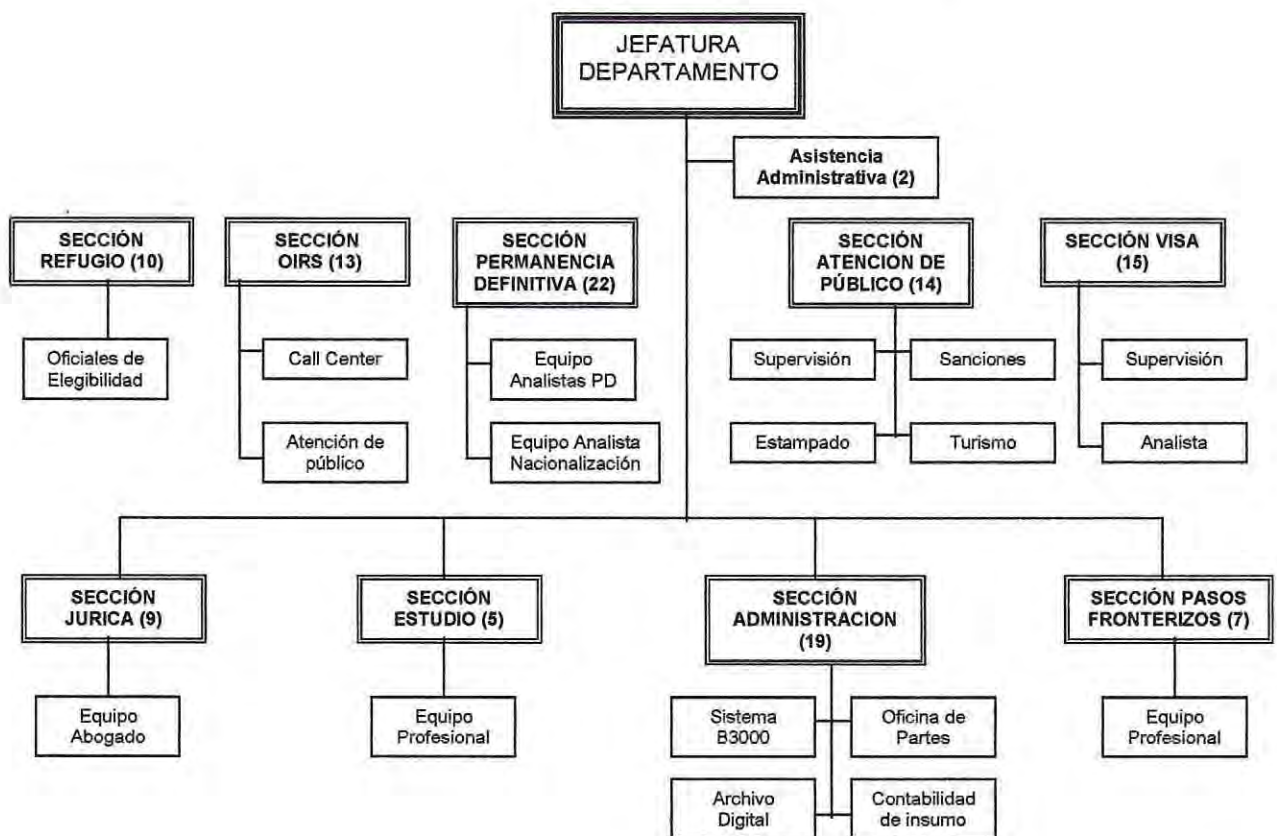 JEFATURA
DEPARTAMENTO
Asistencia
Administrativa (2)
SECCIÓN
REFUGIO (10)
SECCIÓN
OIRS (13)
SECCIÓN
PERMANENCIA
DEFINITIVA (22)
SECCIÓN
ATENCIÓN DE
PÚBLICO (14)
SECCIÓN VISA
(15)
Oficiales de
Elegibilidad
Call Center
Equipo
Analistas PD
Supervisión
Sanciones
Supervisión
Atención de
público
Equipo Analista
Nacionalización
Estampado
Turismo
Analista
SECCIÓN
JURICA (9)
SECCIÓN
ESTUDIO (5)
SECCIÓN
ADMINISTRACION
(19)
SECCIÓN PASOS
FRONTERIZOS (7)
Equipo
Abogado
Equipo
Profesional
Sistema
B3000
Oficina de
Partes
Equipo
Profesional
Archivo
Digital
Contabilidad
de insumo